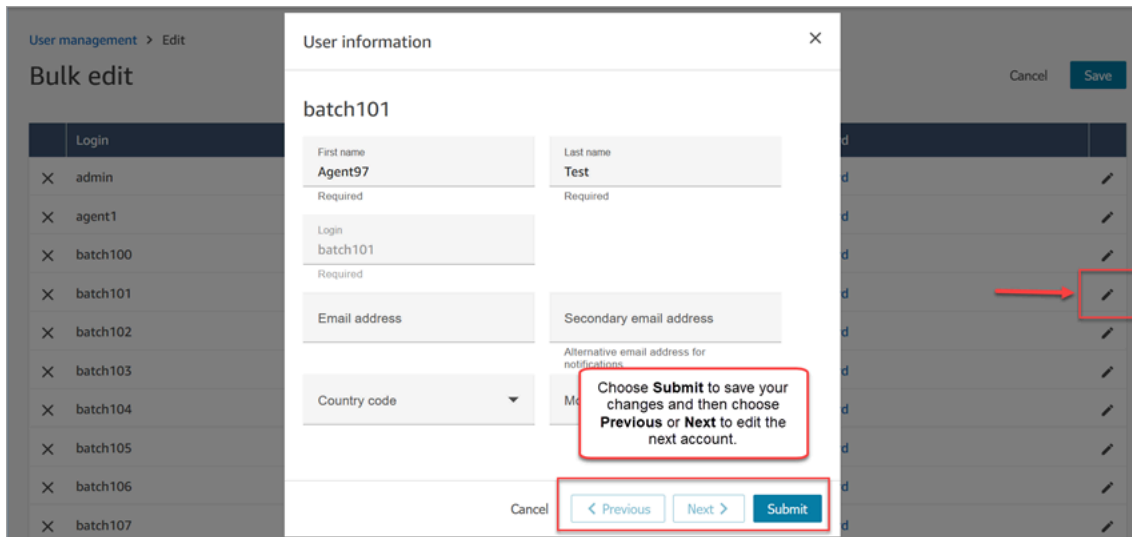 User management > Edit
Bulk edit
Cancel
Save
Login
d
admin
d
agent1
d
batch100
d
batch101
d
batch102
d
batch103
d
batch104
d
batch105
d
batch106
d
batch107
d
User information
batch101
First name
Agent97
Required
Last name
Test
Required
Login
batch101
Required
Email address
Secondary email address
Alternative email address for
notifications
Country code
Choose Submit to save your
changes and then choose
Previous or Next to edit the
next account.
Cancel
< Previous
Next >
Submit